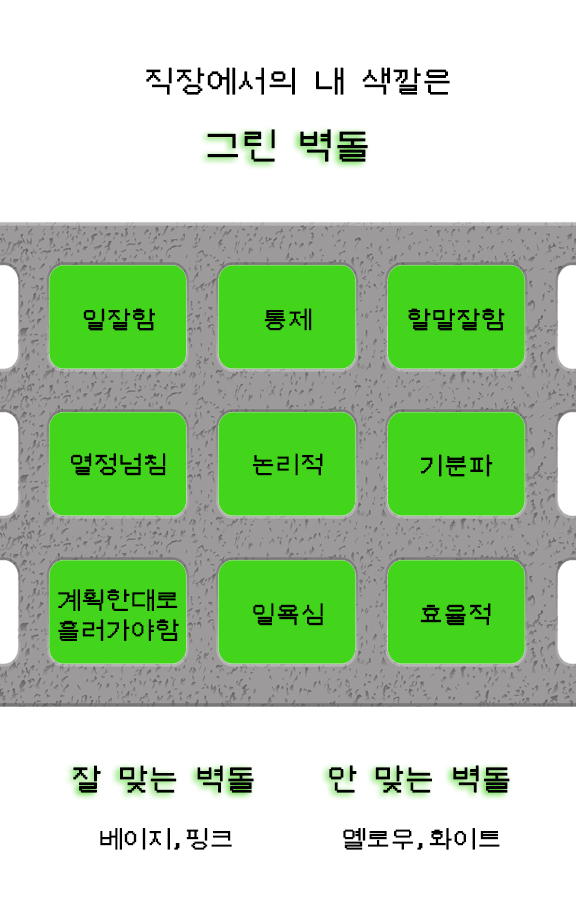 직장에서의 내 색깔은
그린 벽돌
일잘함
통제
할말잘함
열정넘침
논리적
기분파
계획한대로
흘러가야함
일욕심
효율적
잘 맞는 벽돌
안 맞는 벽돌
베이지,핑크
옐로우,화이트